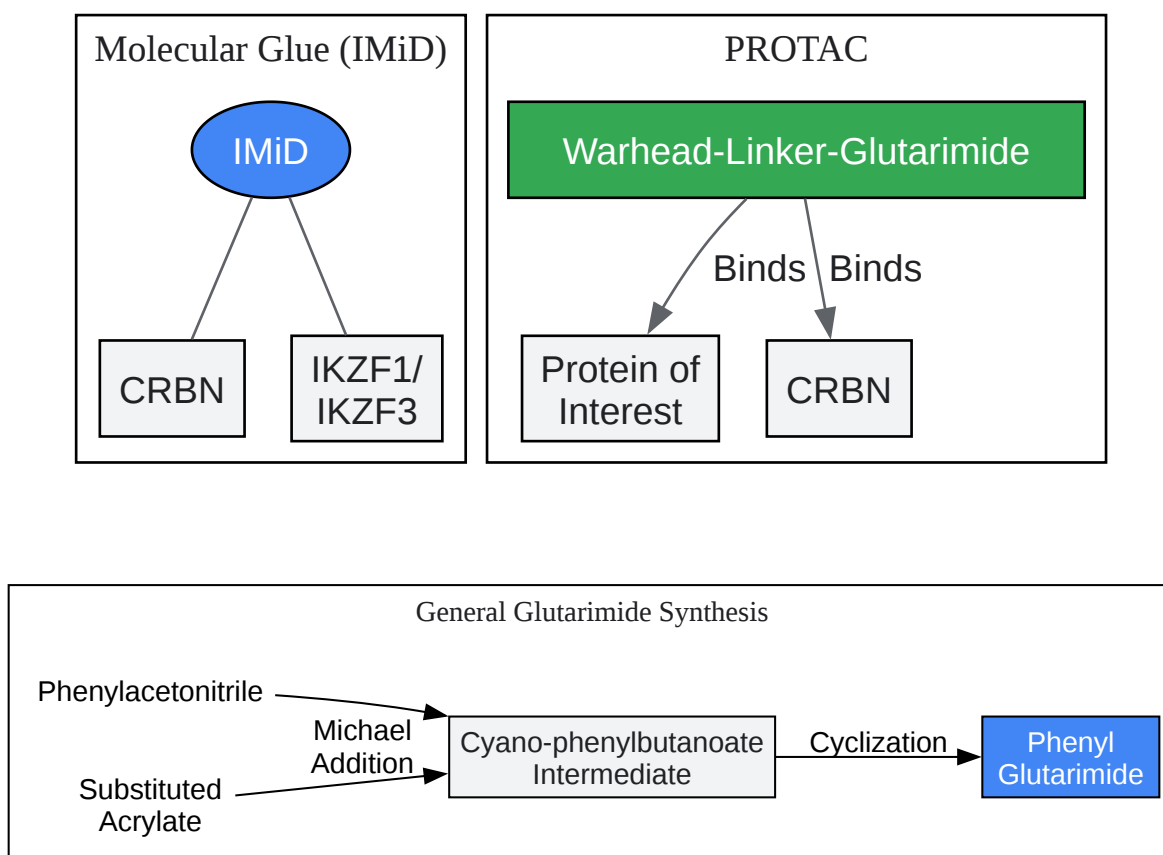 Molecular Glue (IMiD)
IMiD
CRBN
IKZF1/
IKZF3
PROTAC
Warhead-Linker-Glutarimide
Binds
Binds
Protein of
Interest
CRBN
General Glutarimide Synthesis
Phenylacetonitrile
Michael
Addition
Substituted
Acrylate
Cyano-phenylbutanoate
Intermediate
Cyclization
Phenyl
Glutarimide